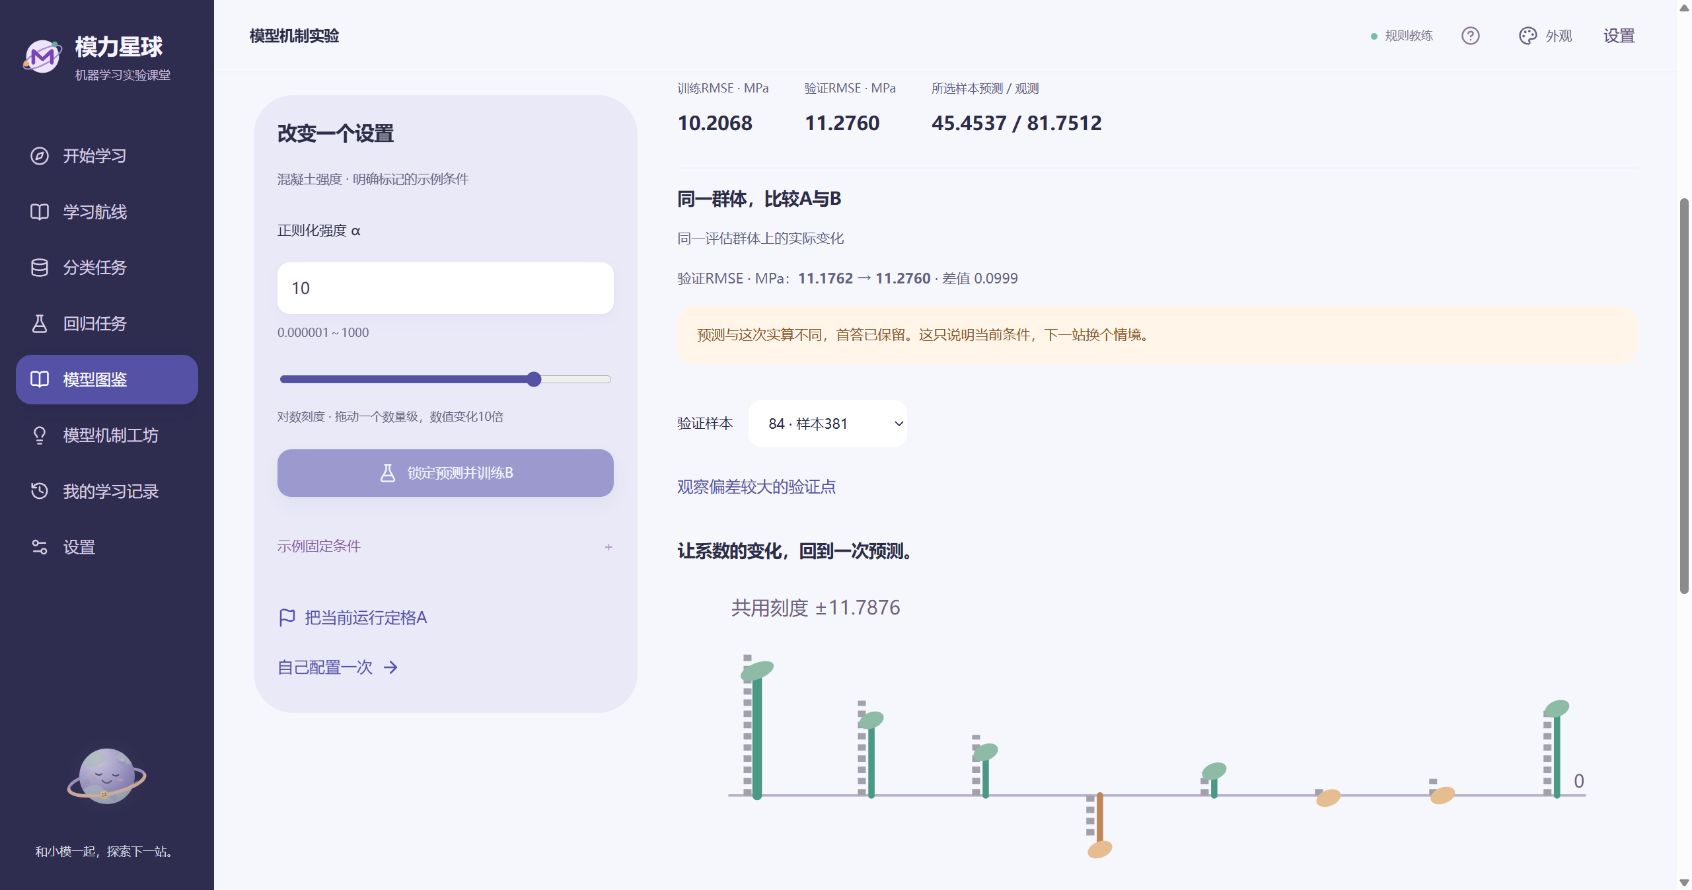 模力星球
机器学习实验课堂
开始学习
学习航线
分类任务
回归任务
模型图鉴
模型机制工坊
我的学习记录
设置
和小模一起，探索下一站。
模型机制实验
规则教练
?
外观
设置
改变一个设置
混凝土强度 · 明确标记的示例条件
正则化强度 α
10
0.000001 ~ 1000
对数刻度 · 拖动一个数量级，数值变化10倍
锁定预测并训练B
示例固定条件
+
把当前运行定格A
自己配置一次 →
训练RMSE · MPa
验证RMSE · MPa
所选样本预测 / 观测
10.2068
11.2760
45.4537 / 81.7512
同一群体，比较A与B
同一评估群体上的实际变化
验证RMSE · MPa：11.1762 → 11.2760 · 差值 0.0999
预测与这次实算不同，首答已保留。这只说明当前条件，下一站换个情境。
验证样本
84 · 样本381
观察偏差较大的验证点
让系数的变化，回到一次预测。
共用刻度 ±11.7876
0